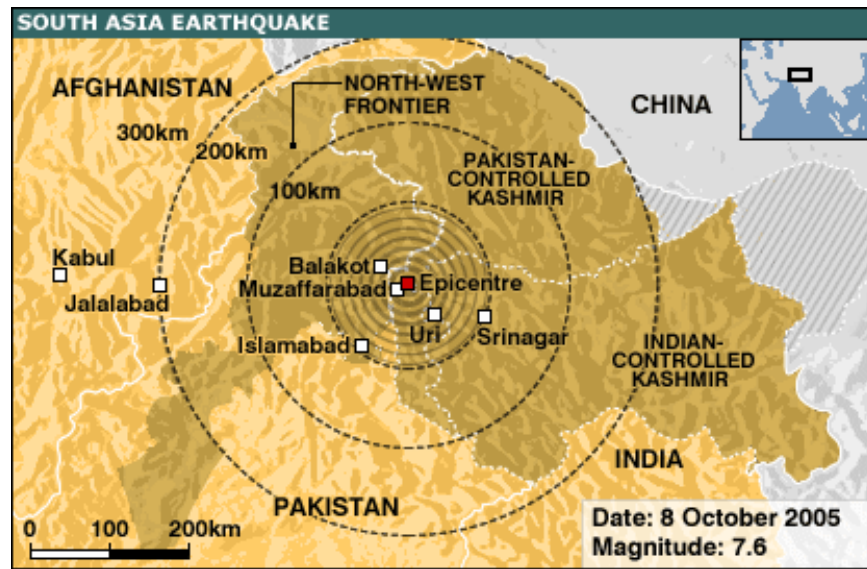 SOUTH ASIA EARTHQUAKE
AFGHANISTAN
NORTH-WEST
FRONTIER
CHINA
300km
200km
100km
PAKISTAN-
CONTROLLED
KASHMIR
Kabul
Balakot
Epicentre
Jalalabad
Muzaffarabad
Islamabad
Uri
Srinagar
INDIAN-
CONTROLLED
KASHMIR
INDIA
PAKISTAN
0 100 200km
Date: 8 October 2005
Magnitude: 7.6